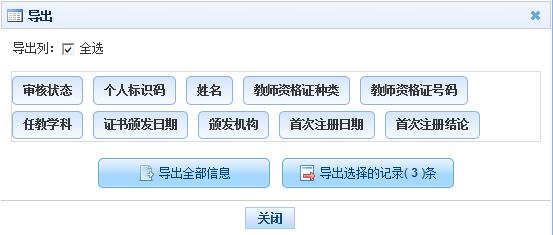 导出
导出列： 全选
审核状态 个人标识码 姓名 教师资格证种类 教师资格证号码
任教学科 证书颁发日期 颁发机构 首次注册日期 首次注册结论
导出全部信息 导出选择的记录( 3 )条
关闭